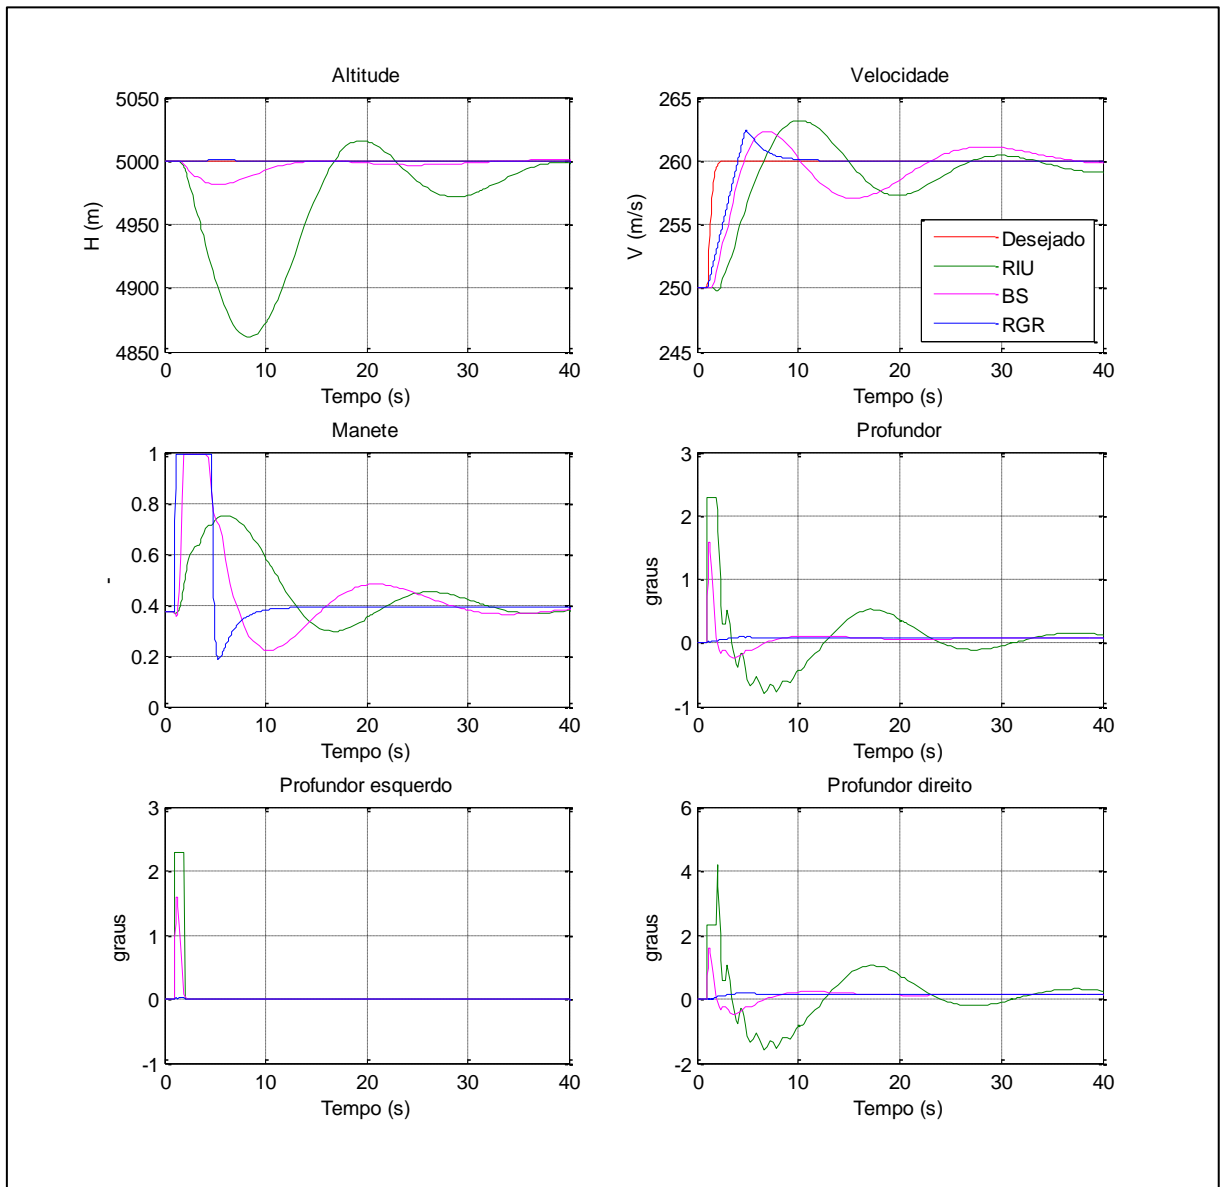 Altitude
5050
5000
4950
4900
4850
H (m)
0 10 20 30 40
Tempo (s)
Velocidade
265
260
255
250
245
V (m/s)
Desejado
RIU
BS
RGR
0 10 20 30 40
Tempo (s)
Manete
1
0.8
0.6
0.4
0.2
0
-
0 10 20 30 40
Tempo (s)
Profundor
3
2
1
0
-1
graus
0 10 20 30 40
Tempo (s)
Profundor esquerdo
3
2
1
0
-1
graus
0 10 20 30 40
Tempo (s)
Profundor direito
6
4
2
0
-2
graus
0 10 20 30 40
Tempo (s)